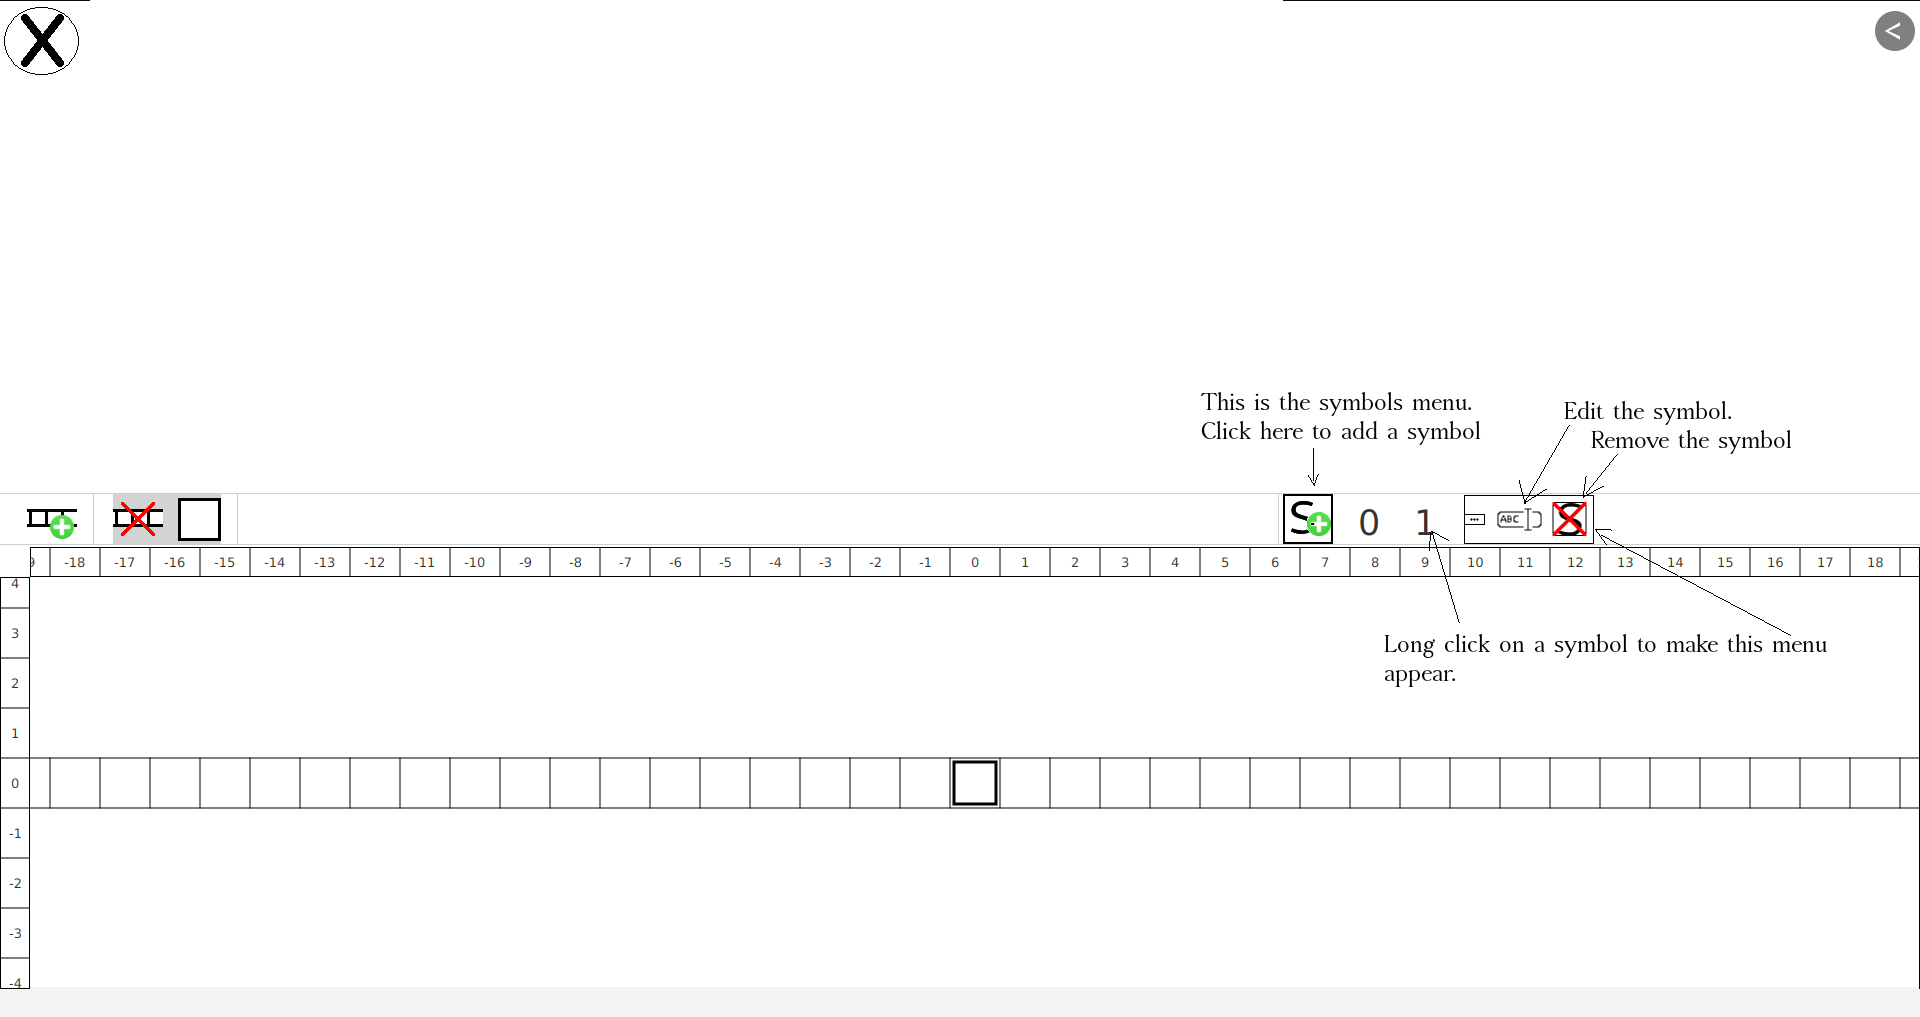 X
<
This is the symbols menu.
Click here to add a symbol
Edit the symbol.
Remove the symbol
S 0 1 ... ABC S
9 -18 -17 -16 -15 -14 -13 -12 -11 -10 -9 -8 -7 -6 -5 -4 -3 -2 -1 0 1 2 3 4 5 6 7 8 9 10 11 12 13 14 15 16 17 18
4
3
Long click on a symbol to make this menu
appear.
2
1
0
-1
-2
-3
-4